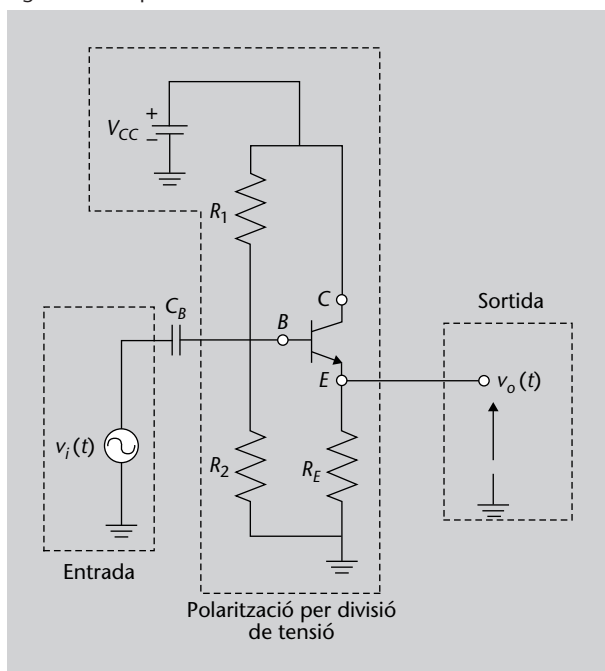 +
V_CC
–
R_1
C
Sortida
C_B
B
E
v_o(t)
v_i(t)
R_2
R_E
Entrada
Polarització per divisió
de tensió